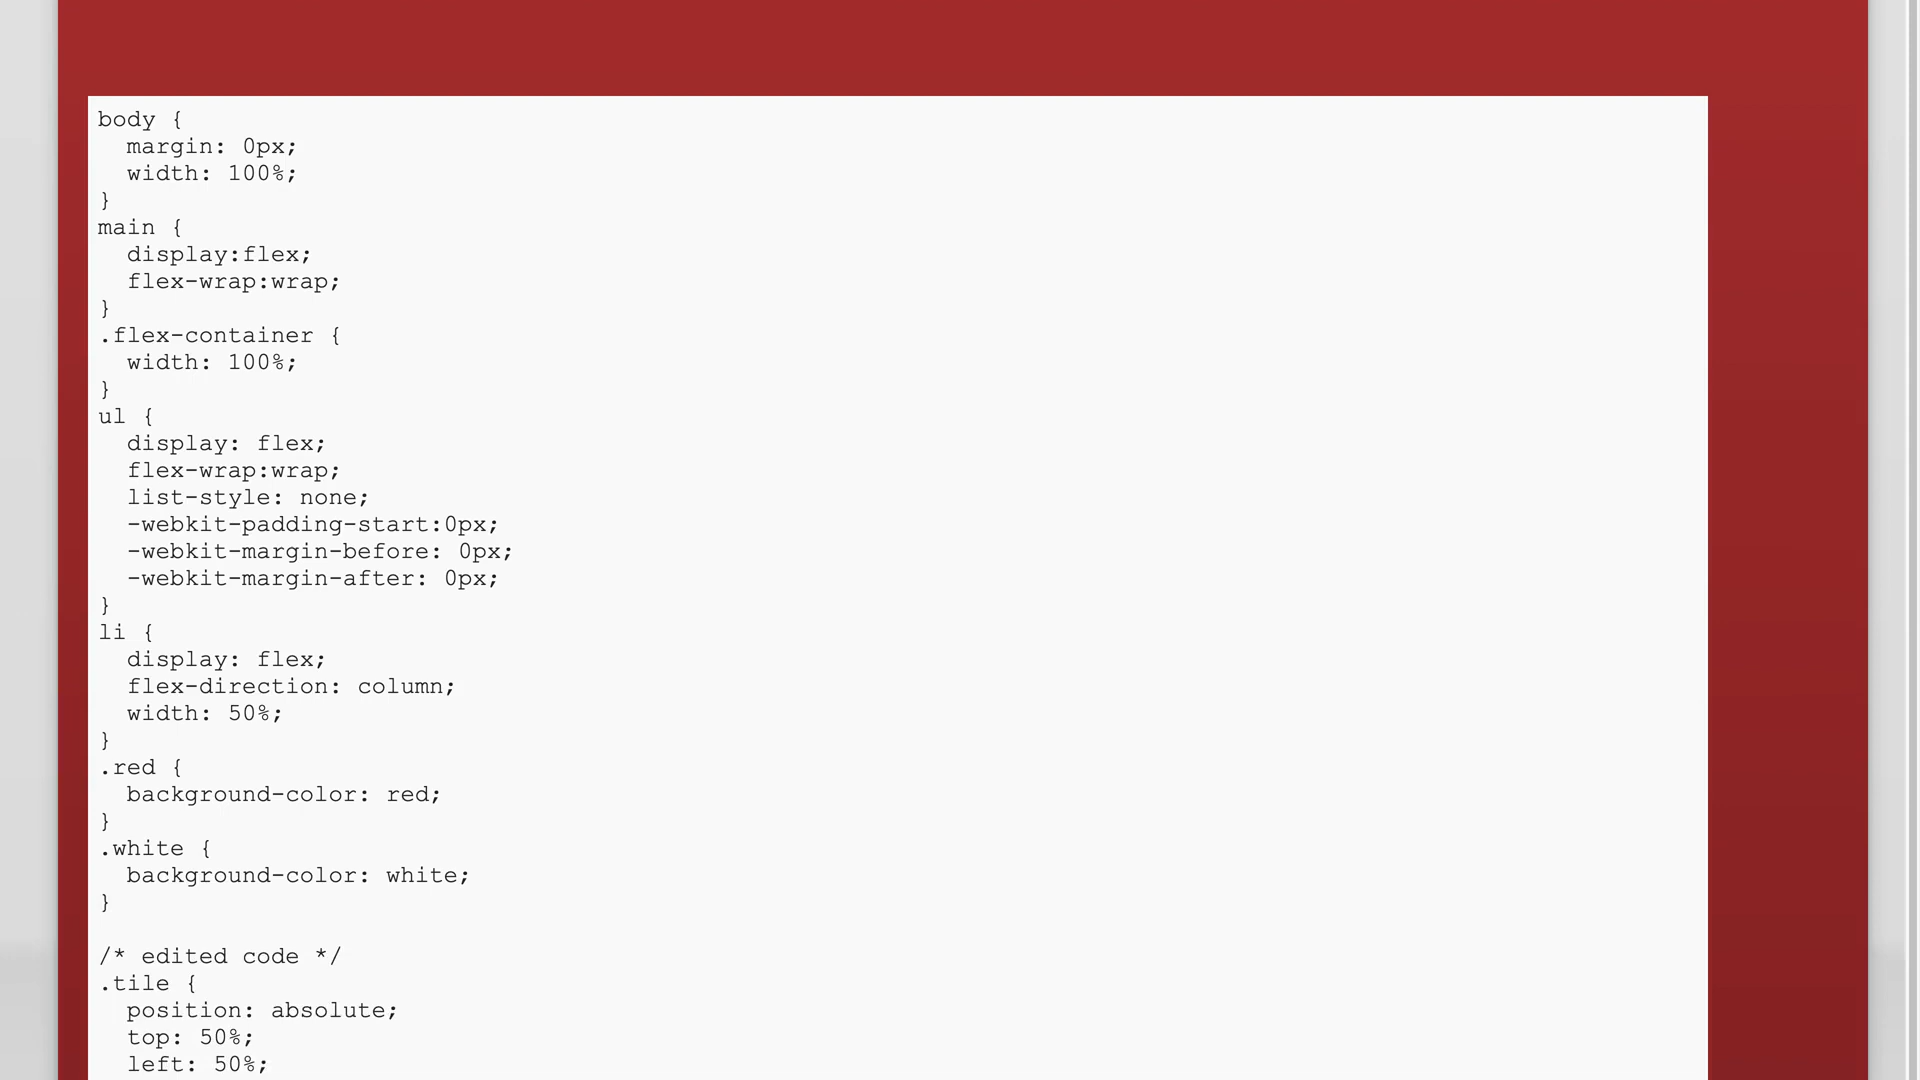 body {
  margin: 0px;
  width: 100%;
}
main {
  display:flex;
  flex-wrap:wrap;
}
.flex-container {
  width: 100%;
}
ul {
  display: flex;
  flex-wrap:wrap;
  list-style: none;
  -webkit-padding-start:0px;
  -webkit-margin-before: 0px;
  -webkit-margin-after: 0px;
}
li {
  display: flex;
  flex-direction: column;
  width: 50%;
}
.red {
  background-color: red;
}
.white {
  background-color: white;
}

/* edited code */
.tile {
  position: absolute;
  top: 50%;
  left: 50%;